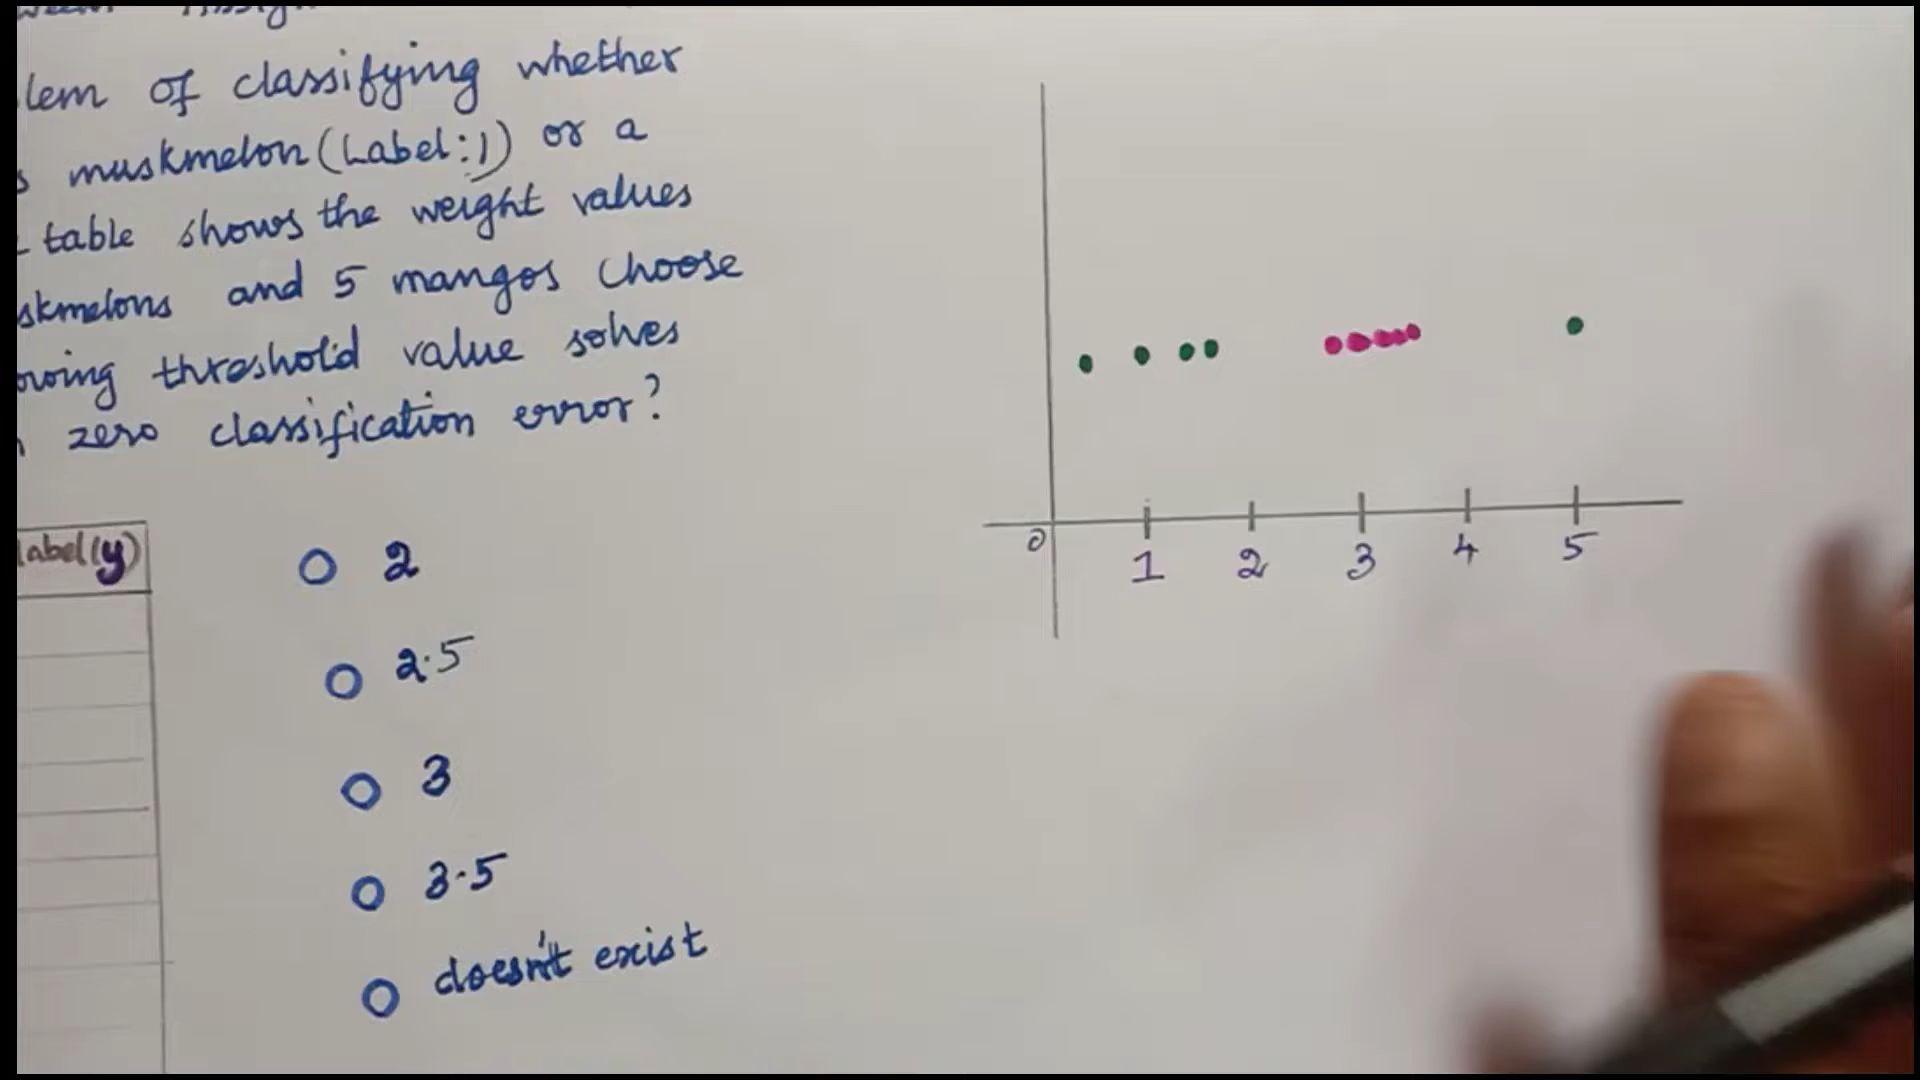 lem of classifying whether
s muskmelon (Label:1) or a
table shows the weight values
skmelons and 5 mangos choose
owing threshold value solves
zero classification error?
label(y)
2
2.5
3
3.5
doesn't exist
0 1 2 3 4 5